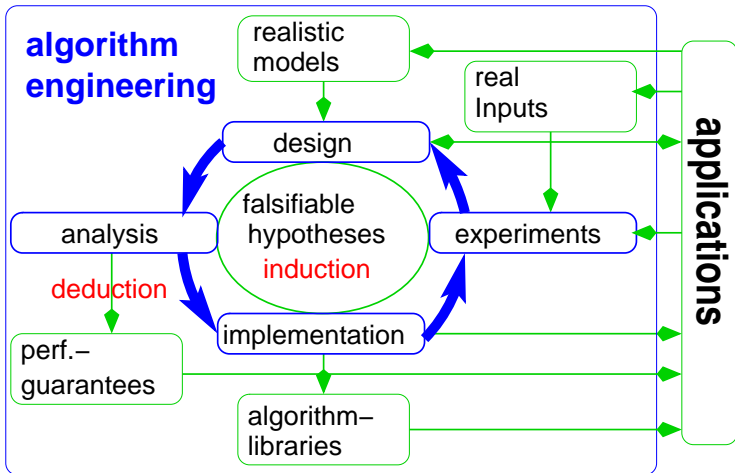 algorithm
engineering
realistic
models
real
Inputs
design
falsifiable
hypotheses
induction
analysis
experiments
deduction
implementation
perf.−
guarantees
algorithm−
libraries
applications